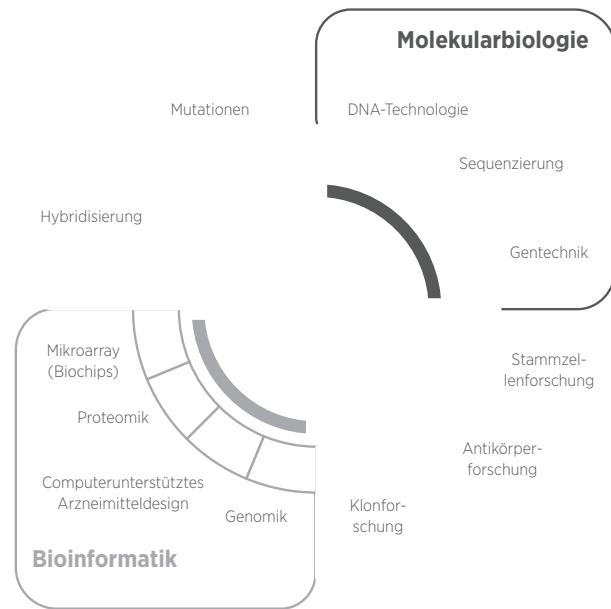 Molekularbiologie
Mutationen
DNA-Technologie
Sequenzierung
Hybridisierung
Gentechnik
Mikroarray
(Biochips)
Stammzel-
lenforschung
Proteomik
Antikörper-
forschung
Computerunterstütztes
Arzneimitteldesign
Genomik
Klonfor-
schung
Bioinformatik